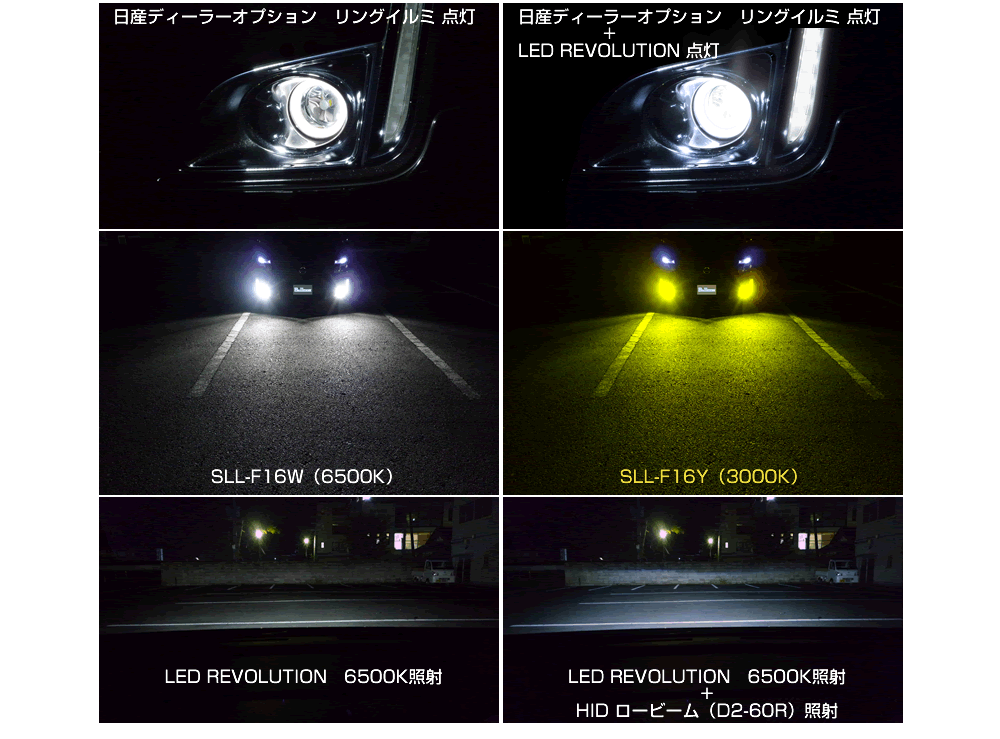 日産ディーラーオプション　リングイルミ 点灯
日産ディーラーオプション　リングイルミ 点灯
＋
LED REVOLUTION 点灯
SLL-F16W（6500K）
SLL-F16Y（3000K）
LED REVOLUTION　6500K照射
LED REVOLUTION　6500K照射
＋
HID ロービーム（D2-60R）照射